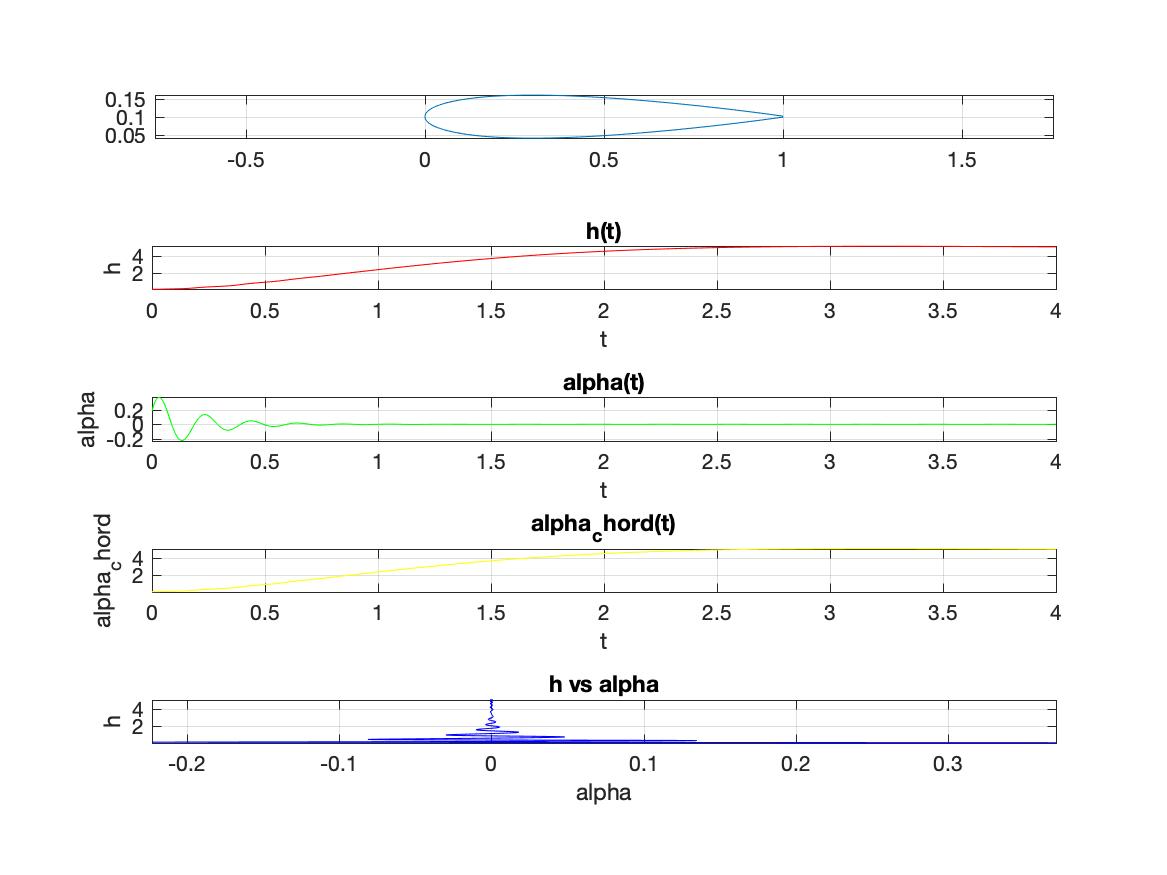 0.15
0.1
0.05
-0.5 0 0.5 1 1.5
h(t)
h
4
2
0 0.5 1 1.5 2 2.5 3 3.5 4
t
alpha(t)
alpha
0.2
0
-0.2
0 0.5 1 1.5 2 2.5 3 3.5 4
t
alpha_chord(t)
alpha_chord
4
2
0 0.5 1 1.5 2 2.5 3 3.5 4
t
h vs alpha
h
4
2
-0.2 -0.1 0 0.1 0.2 0.3
alpha